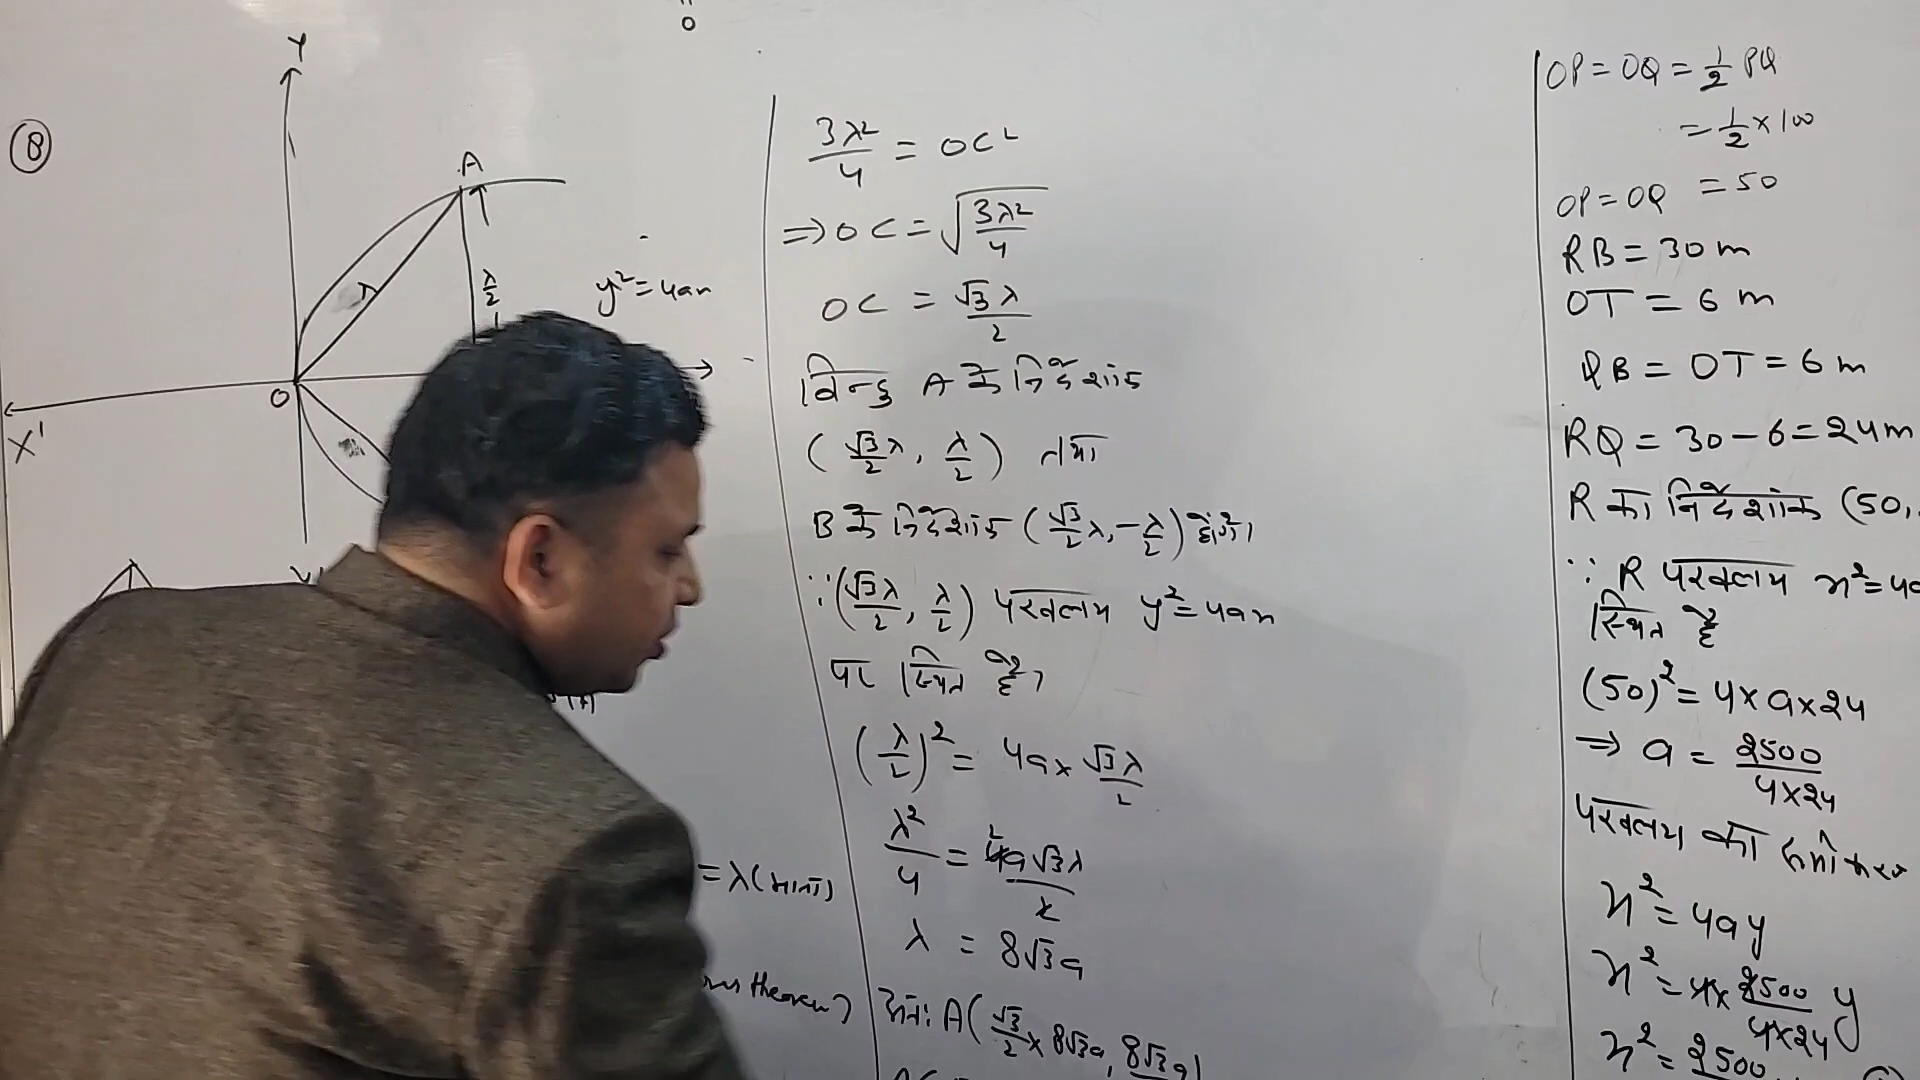 o
8
Y
A
λ
λ/2
y² = 4ax
O
X'
= λ (माना)
theorem)
3λ²/4 = OC²
⇒ OC = √(3λ²/4)
OC = √3 λ/2
बिन्दु A के निर्देशांक
(√3/2 λ, λ/2) तथा
B के निर्देशांक (√3/2 λ, -λ/2) होंगे।
∵ (√3λ/2, λ/2) परवलय y² = 4ax
पर स्थित है।
(λ/2)² = 4a × √3λ/2
λ²/4 = 4a√3λ/2
λ = 8√3a
अतः A(√3/2 × 8√3a, 8√3a
OP = OQ = 1/2 PQ
= 1/2 × 100
OP = OQ = 50
RB = 30 m
OT = 6 m
QB = OT = 6 m
RQ = 30 - 6 = 24 m
R का निर्देशांक (50,
∵ R परवलय x² = 4a
स्थित है
(50)² = 4 × a × 24
⇒ a = 2500/4×24
परवलय का
x² = 4ay
x² = 4 × 2500/4×24 y
x² = 2500